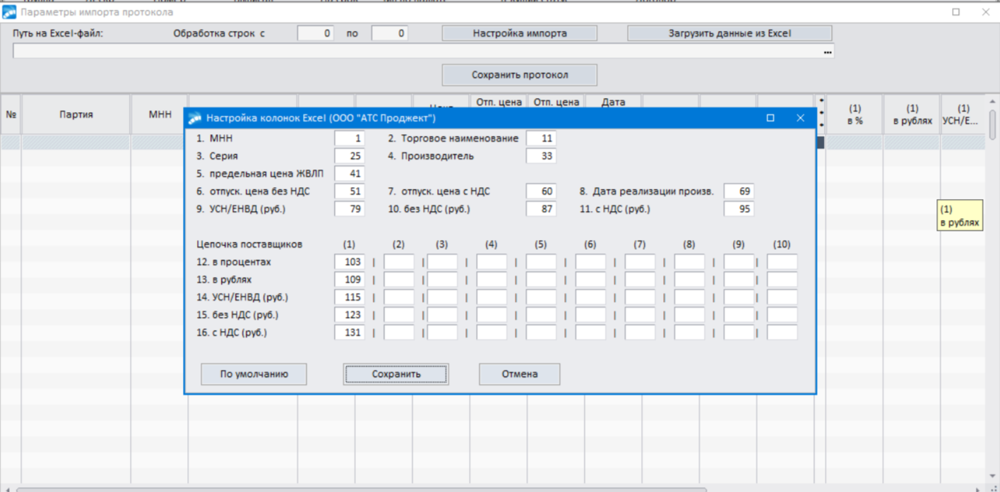 Параметры импорта протокола
Путь на Excel-файл: Обработка строк с 0 по 0 Настройка импорта Загрузить данные из Excel
...
Сохранить протокол
№ Партия МНН Отп. цена Отп. цена Дата (1) в % (1) в рублях (1) УСН/Е...
Настройка колонок Excel (ООО "АТС Проджект")
1. МНН 1 2. Торговое наименование 11
3. Серия 25 4. Производитель 33
5. предельная цена ЖВЛП 41
6. отпуск. цена без НДС 51 7. отпуск. цена с НДС 60 8. Дата реализации произв. 69
9. УСН/ЕНВД (руб.) 79 10. без НДС (руб.) 87 11. с НДС (руб.) 95
(1)
в рублях
Цепочка поставщиков (1) (2) (3) (4) (5) (6) (7) (8) (9) (10)
12. в процентах 103 | | | | | | | | |
13. в рублях 109 | | | | | | | | |
14. УСН/ЕНВД (руб.) 115 | | | | | | | | |
15. без НДС (руб.) 123 | | | | | | | | |
16. с НДС (руб.) 131 | | | | | | | | |
По умолчанию Сохранить Отмена